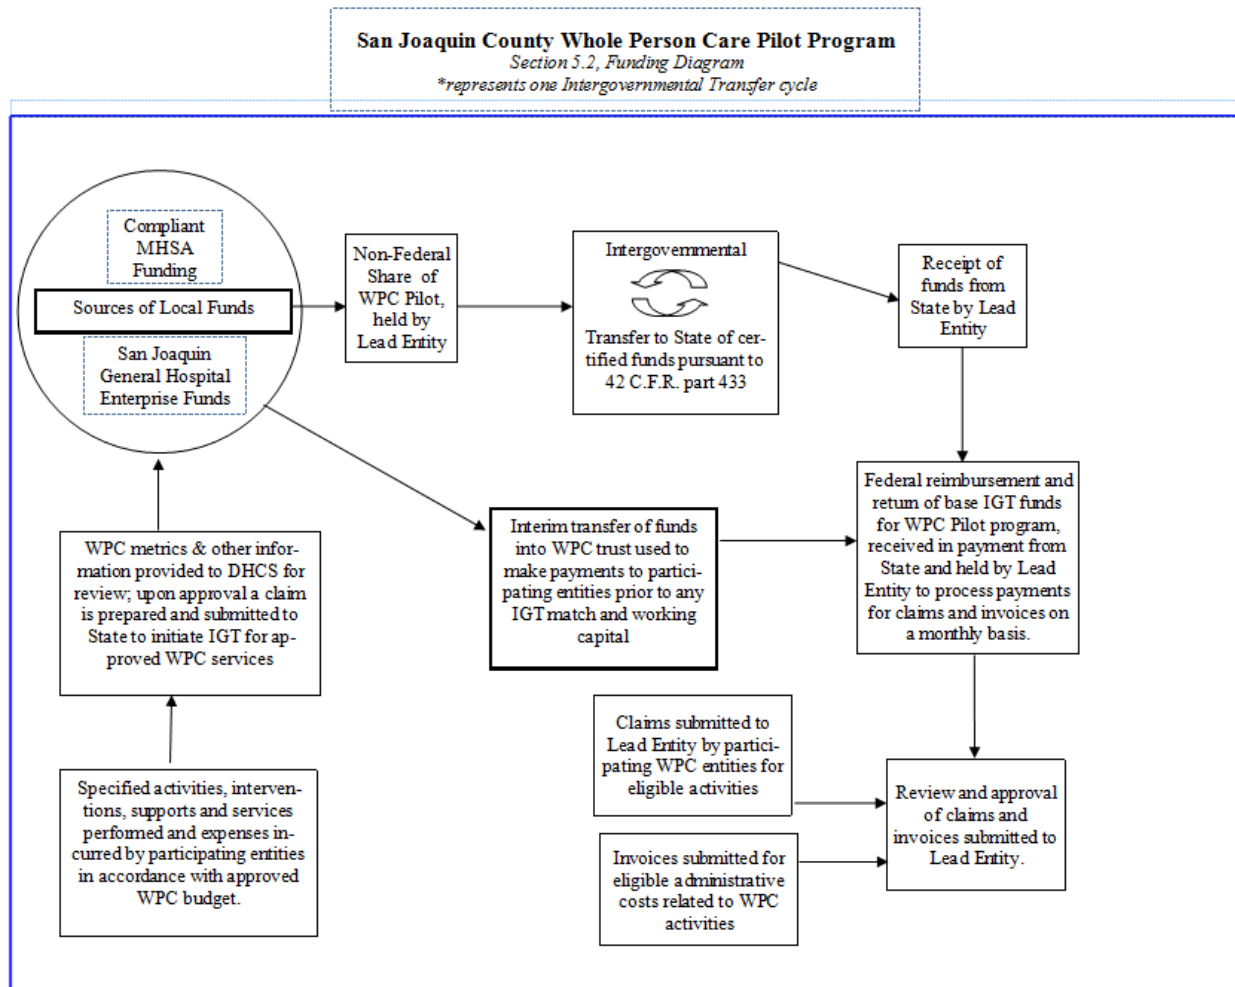 San Joaquin County Whole Person Care Pilot Program
Section 5.2, Funding Diagram
*represents one Intergovernmental Transfer cycle
Compliant
MHSA
Funding
Sources of Local Funds
San Joaquin
General Hospital
Enterprise Funds
Non-Federal
Share of
WPC Pilot,
held by
Lead Entity
Intergovernmental
Transfer to State of cer-
tified funds pursuant to
42 C.F.R. part 433
Receipt of
funds from
State by Lead
Entity
WPC metrics & other infor-
mation provided to DHCS for
review; upon approval a claim
is prepared and submitted to
State to initiate IGT for ap-
proved WPC services
Interim transfer of funds
into WPC trust used to
make payments to partici-
pating entities prior to any
IGT match and working
capital
Federal reimbursement and
return of base IGT funds
for WPC Pilot program,
received in payment from
State and held by Lead
Entity to process payments
for claims and invoices on
a monthly basis.
Specified activities, interven-
tions, supports and services
performed and expenses in-
curred by participating entities
in accordance with approved
WPC budget.
Claims submitted to
Lead Entity by partici-
pating WPC entities for
eligible activities
Invoices submitted for
eligible administrative
costs related to WPC
activities
Review and approval
of claims and
invoices submitted to
Lead Entity.